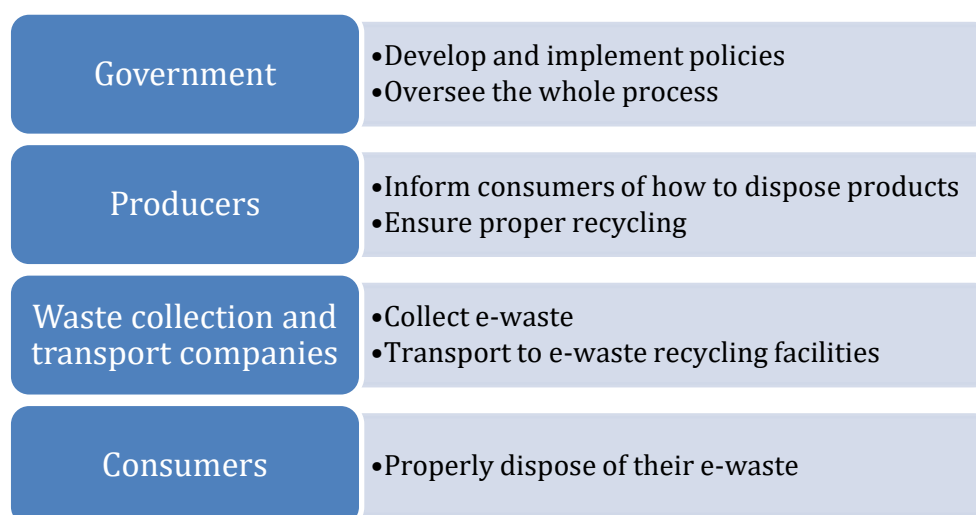 Government
•Develop and implement policies
•Oversee the whole process
Producers
•Inform consumers of how to dispose products
•Ensure proper recycling
Waste collection and
transport companies
•Collect e-waste
•Transport to e-waste recycling facilities
Consumers
•Properly dispose of their e-waste